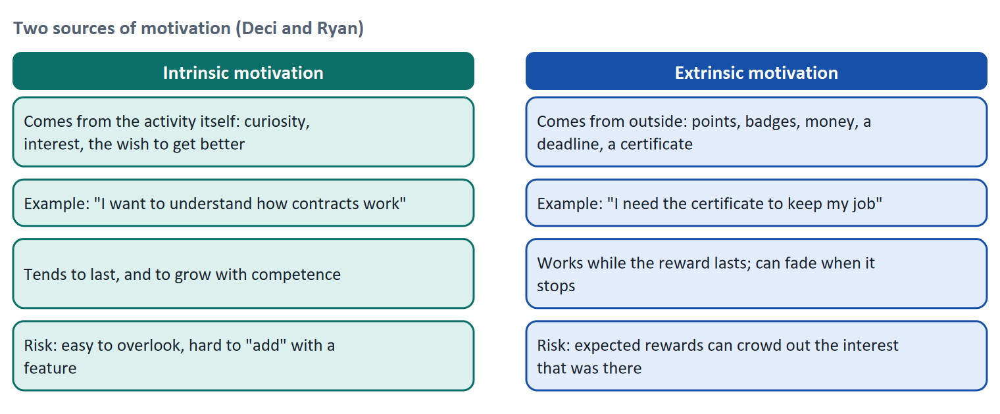 Two sources of motivation (Deci and Ryan)
Intrinsic motivation
Comes from the activity itself: curiosity,
interest, the wish to get better
Example: "I want to understand how contracts work"
Tends to last, and to grow with competence
Risk: easy to overlook, hard to "add" with a
feature
Extrinsic motivation
Comes from outside: points, badges, money, a
deadline, a certificate
Example: "I need the certificate to keep my job"
Works while the reward lasts; can fade when it
stops
Risk: expected rewards can crowd out the interest
that was there